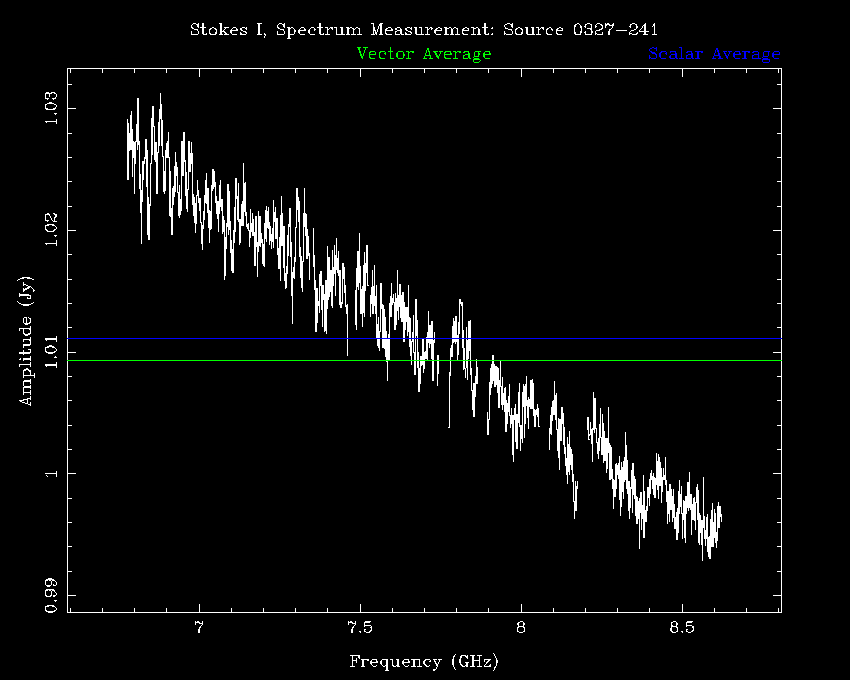 Stokes I, Spectrum Measurement: Source 0327-241
Vector Average
Scalar Average
1.03
1.02
1.01
1
0.99
Amplitude (Jy)
7
7.5
8
8.5
Frequency (GHz)